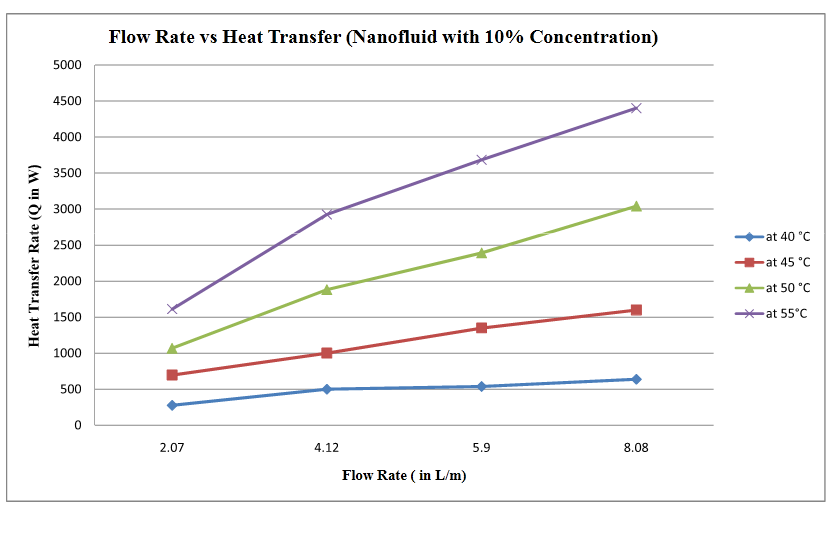 Flow Rate vs Heat Transfer (Nanofluid with 10% Concentration)
5000
4500
4000
3500
3000
2500
2000
1500
1000
500
0
Heat Transfer Rate (Q in W)
2.07 4.12 5.9 8.08
Flow Rate ( in L/m)
at 40 °C
at 45 °C
at 50 °C
at 55°C